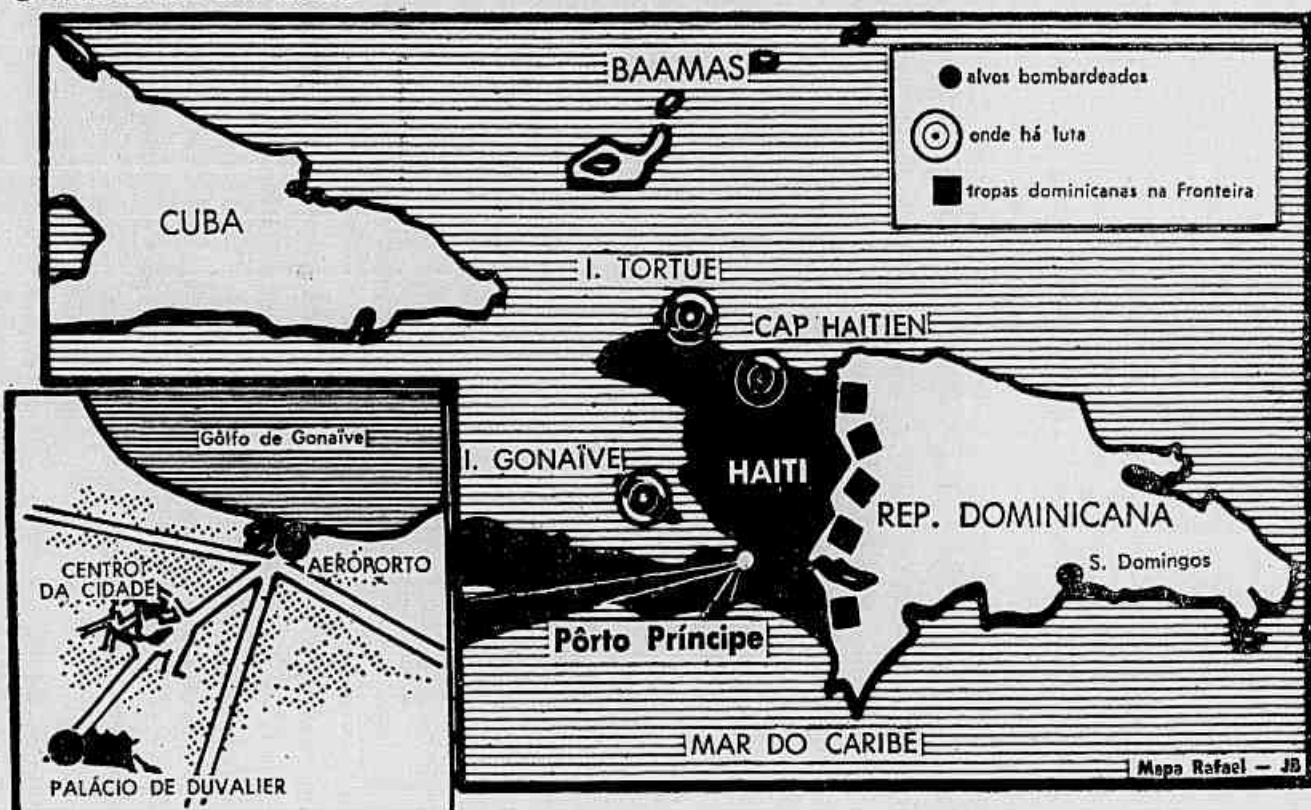 BAAMAS
alvos bombardeados
onde há luta
tropas dominicanas na Fronteira
CUBA
I. TORTUE
CAP HAITIEN
Gôlfo de Gonaïve
I. GONAÏVE
HAITI
REP. DOMINICANA
CENTRO
DA CIDADE
AERÓPORTO
S. Domingos
Pôrto Príncipe
MAR DO CARIBE
PALÁCIO DE DUVALIER
Mapa Rafael — JB